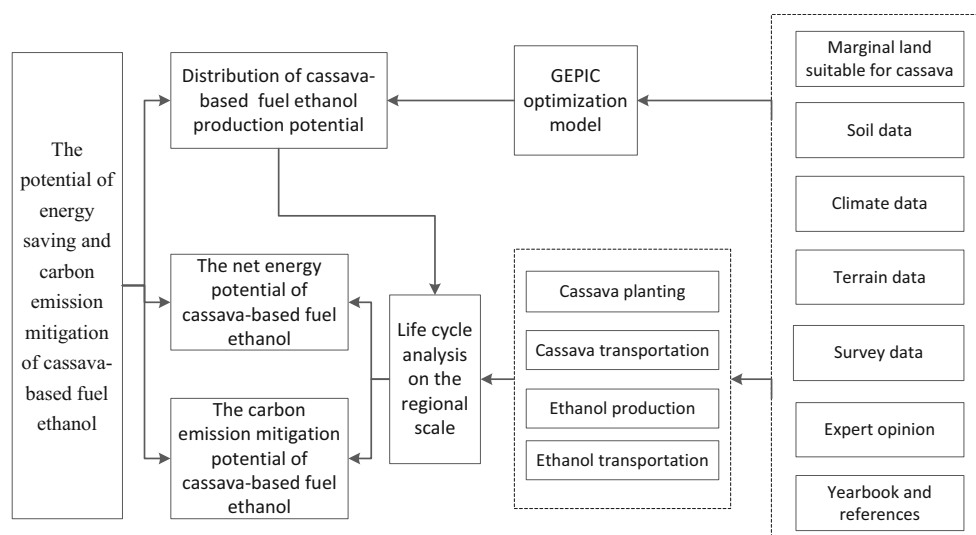 The
potential of
energy
saving and
carbon
emission
mitigation
of cassava-
based fuel
ethanol
Distribution of cassava-
based fuel ethanol
production potential
The net energy
potential of
cassava-based fuel
ethanol
The carbon
emission mitigation
potential of
cassava-based fuel
ethanol
GEPIC
optimization
model
Life cycle
analysis
on the
regional
scale
Cassava planting
Cassava transportation
Ethanol production
Ethanol transportation
Marginal land
suitable for cassava
Soil data
Climate data
Terrain data
Survey data
Expert opinion
Yearbook and
references